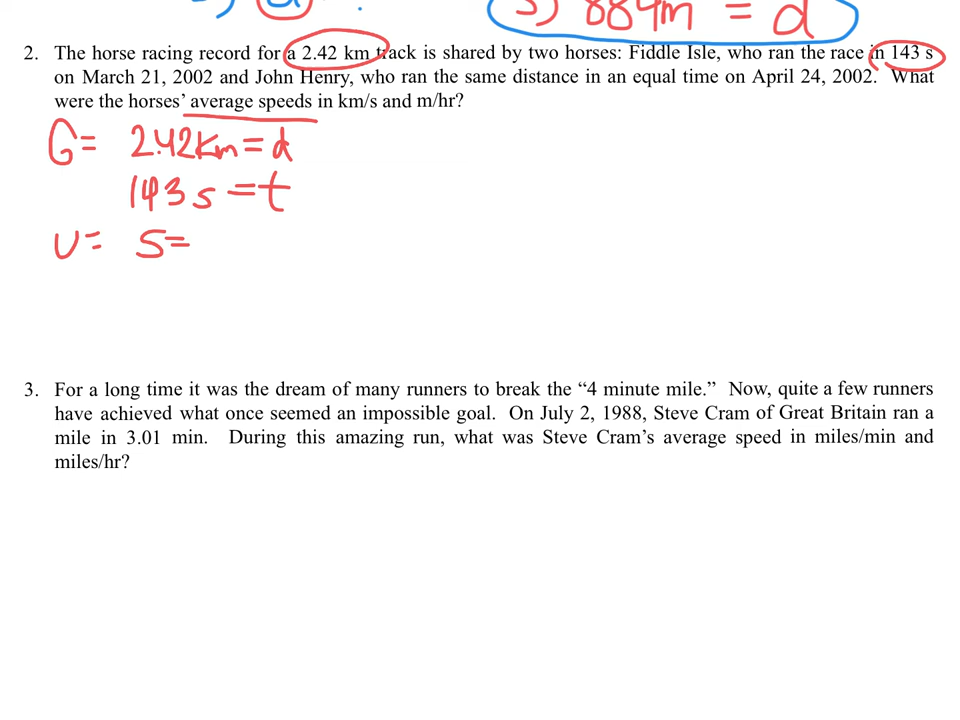 5) 884m = d
2. The horse racing record for a 2.42 km track is shared by two horses: Fiddle Isle, who ran the race in 143 s
on March 21, 2002 and John Henry, who ran the same distance in an equal time on April 24, 2002. What
were the horses' average speeds in km/s and m/hr?
G= 2.42km=d
143s=t
U= S=
3. For a long time it was the dream of many runners to break the “4 minute mile.” Now, quite a few runners
have achieved what once seemed an impossible goal. On July 2, 1988, Steve Cram of Great Britain ran a
mile in 3.01 min. During this amazing run, what was Steve Cram’s average speed in miles/min and
miles/hr?